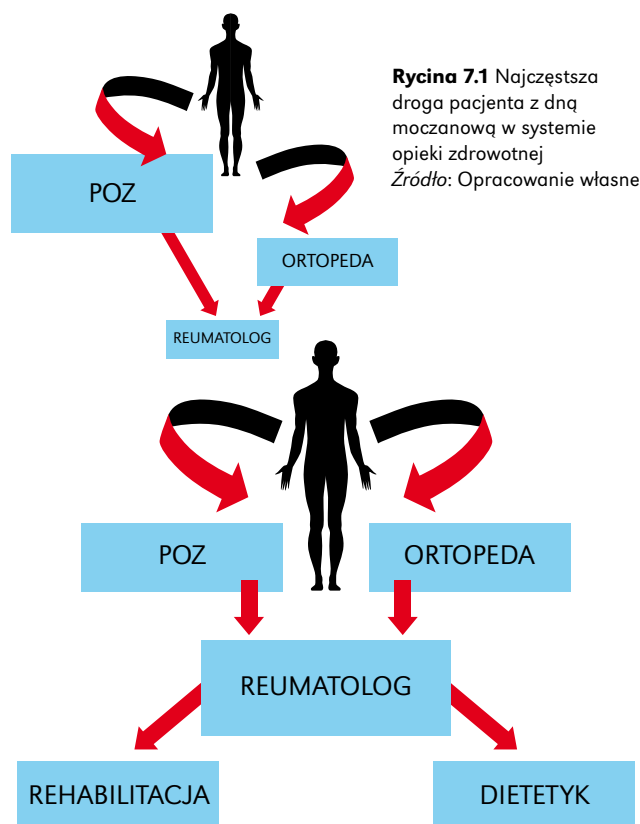 Rycina 7.1 Najczęstsza
droga pacjenta z dną
moczanową w systemie
opieki zdrowotnej
Źródło: Opracowanie własne
POZ
ORTOPEDA
REUMATOLOG
POZ
ORTOPEDA
REUMATOLOG
REHABILITACJA
DIETETYK